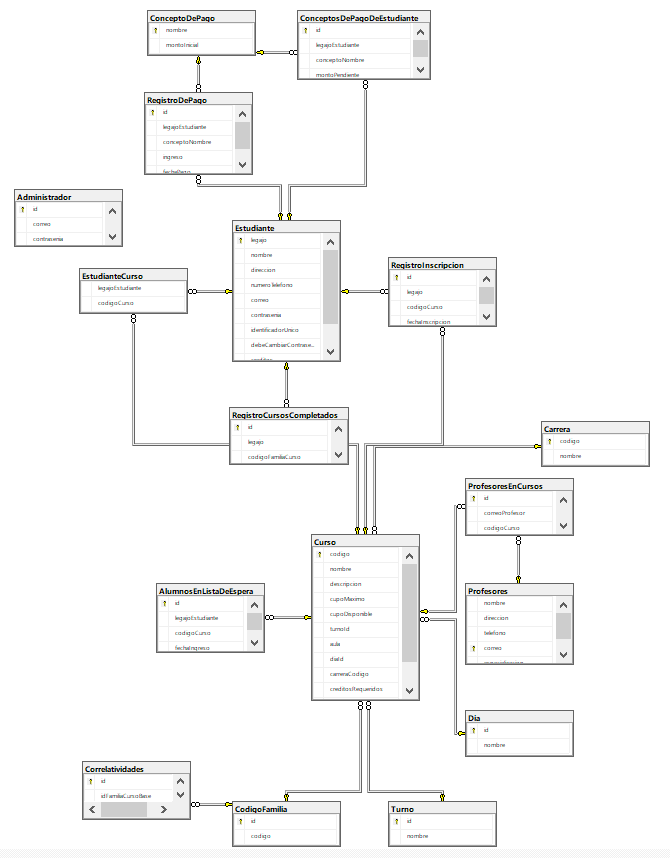 ConceptoDePago
nombre
montoInicial
ConceptosDePagoDeEstudiante
id
legajoEstudiante
conceptoNombre
montoPendiente
RegistroDePago
id
legajoEstudiante
conceptoNombre
ingreso
fechaPago
Administrador
id
correo
contrasena
Estudiante
legajo
nombre
direccion
numeroTelefono
correo
contrasena
identificadorUnico
debeCambiarContrase...
creditos
EstudianteCurso
legajoEstudiante
codigoCurso
RegistroInscripcion
id
legajo
codigoCurso
fechaInscripcion
RegistroCursosCompletados
id
legajo
codigoFamiliaCurso
Carrera
codigo
nombre
ProfesoresEnCursos
id
correoProfesor
codigoCurso
Curso
codigo
nombre
descripcion
cupoMaximo
cupoDisponible
turnoId
aula
diaId
carreraCodigo
creditosRequeridos
AlumnosEnListaDeEspera
id
legajoEstudiante
codigoCurso
fechaIngreso
Profesores
nombre
direccion
telefono
correo
Dia
id
nombre
Correlatividades
id
idFamiliaCursoBase
CodigoFamilia
id
codigo
Turno
id
nombre